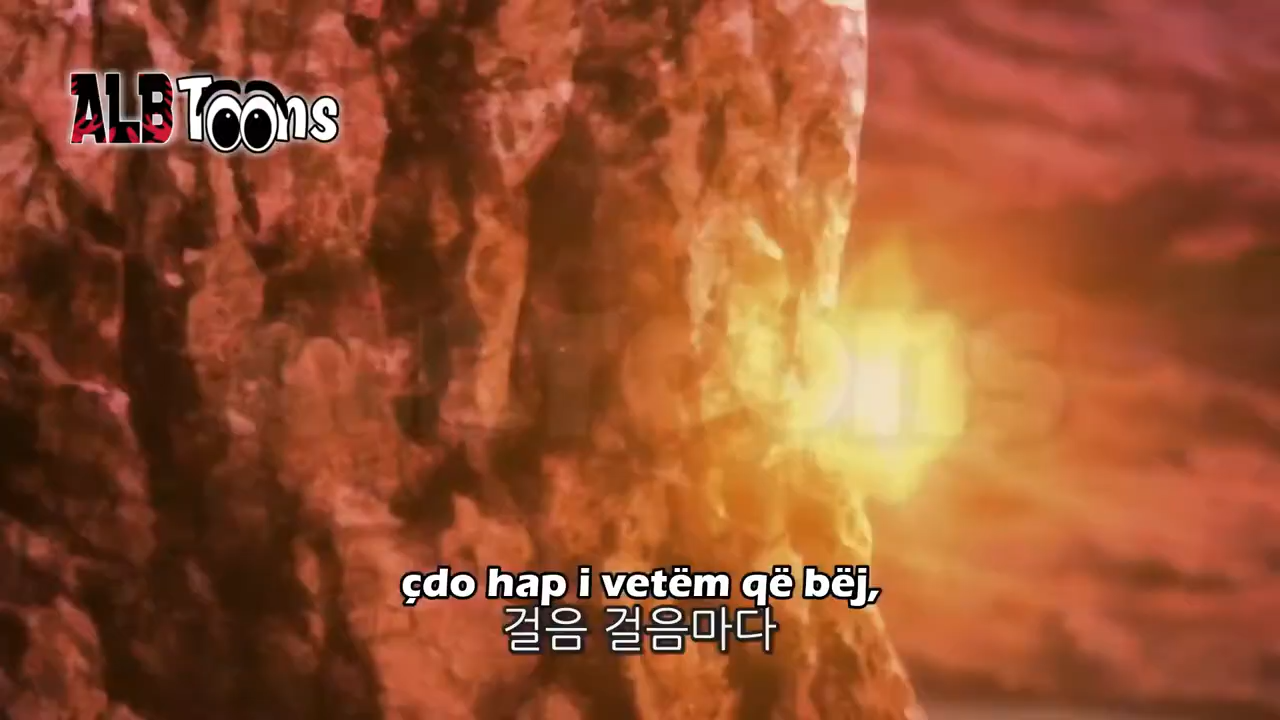 ALBToons
çdo hap i vetëm që bëj,
걸음 걸음마다